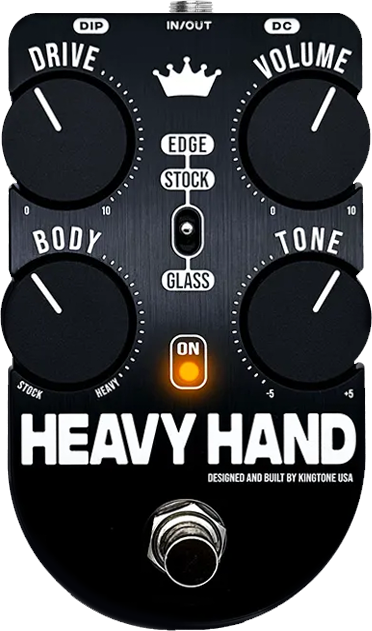 DIP IN/OUT DC
DRIVE VOLUME
EDGE
STOCK
0 10 0 10
BODY TONE
GLASS
ON
STOCK HEAVY -5 +5
HEAVY HAND
DESIGNED AND BUILT BY KINGTONE USA